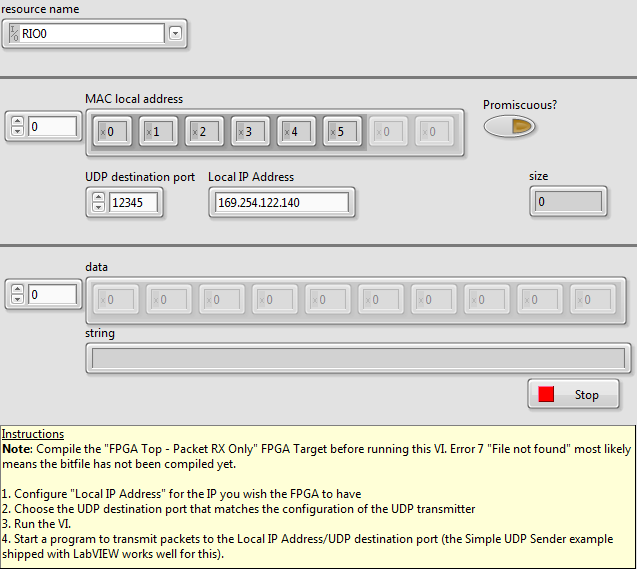 resource name
I/O RIO0
MAC local address
Promiscuous?
0 x0 x1 x2 x3 x4 x5 x0 x0
UDP destination port Local IP Address size
12345 169.254.122.140 0
data
0 x0 x0 x0 x0 x0 x0 x0 x0 x0 x0
string
Stop
Instructions
Note: Compile the "FPGA Top - Packet RX Only" FPGA Target before running this VI. Error 7 "File not found" most likely
means the bitfile has not been compiled yet.
1. Configure "Local IP Address" for the IP you wish the FPGA to have
2. Choose the UDP destination port that matches the configuration of the UDP transmitter
3. Run the VI.
4. Start a program to transmit packets to the Local IP Address/UDP destination port (the Simple UDP Sender example
shipped with LabVIEW works well for this).